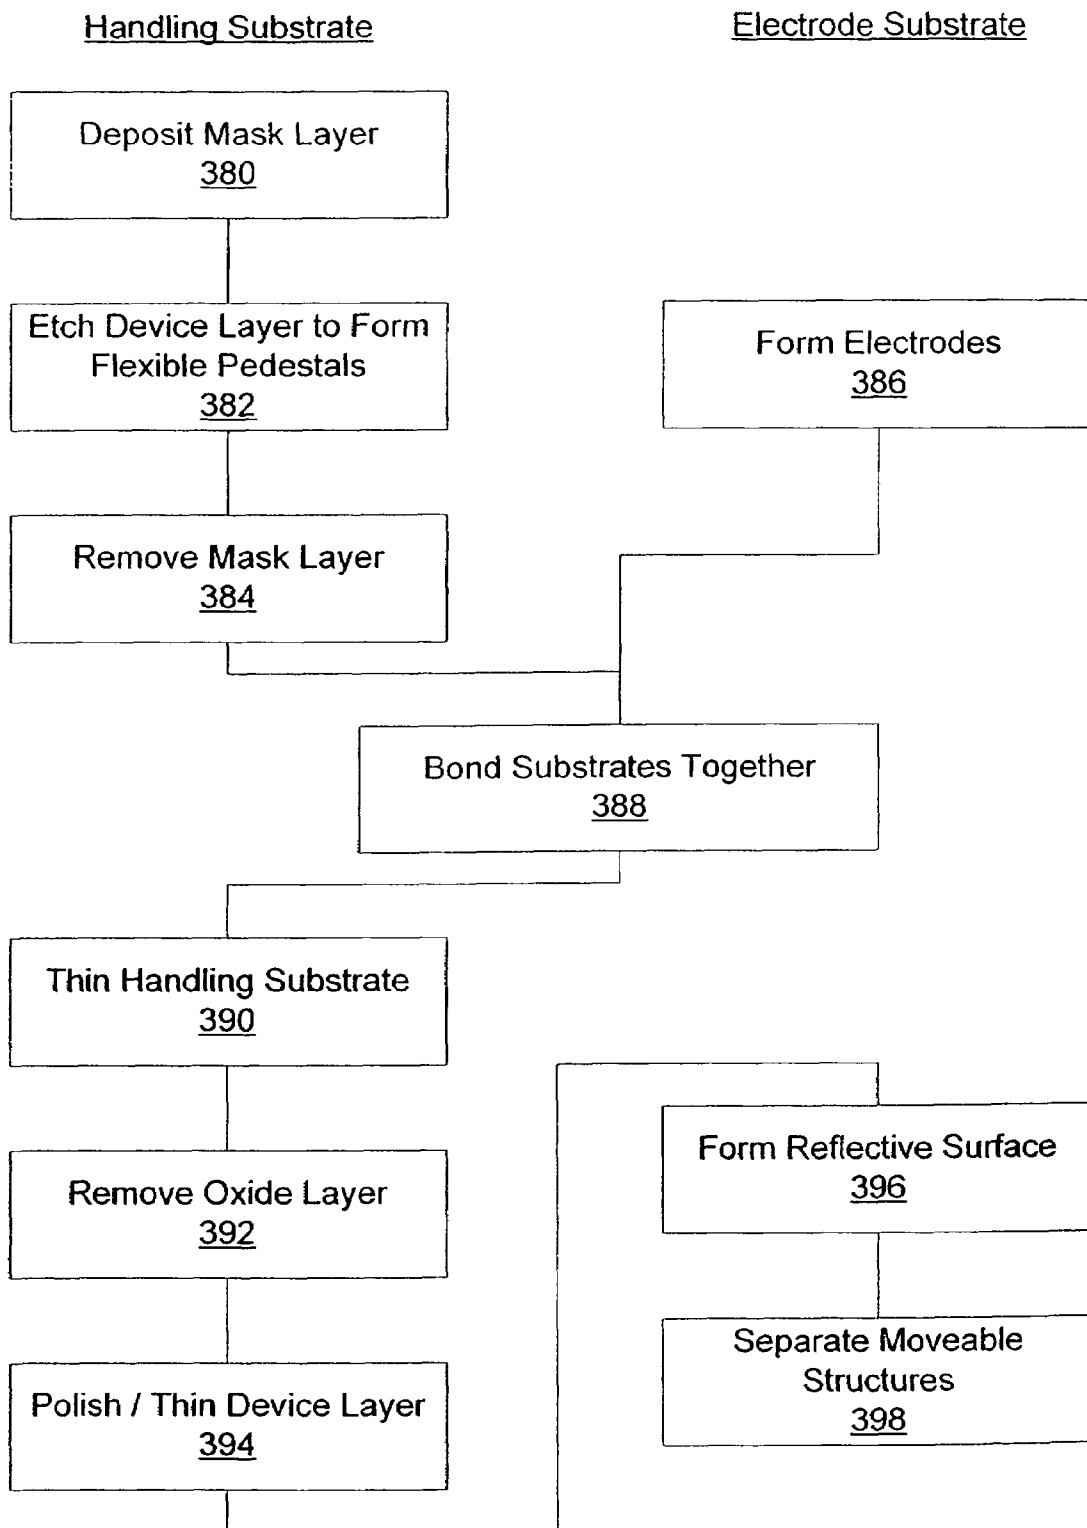 Handling Substrate
Electrode Substrate
Deposit Mask Layer
380
Etch Device Layer to Form
Flexible Pedestals
382
Form Electrodes
386
Remove Mask Layer
384
Bond Substrates Together
388
Thin Handling Substrate
390
Remove Oxide Layer
392
Polish / Thin Device Layer
394
Form Reflective Surface
396
Separate Moveable
Structures
398